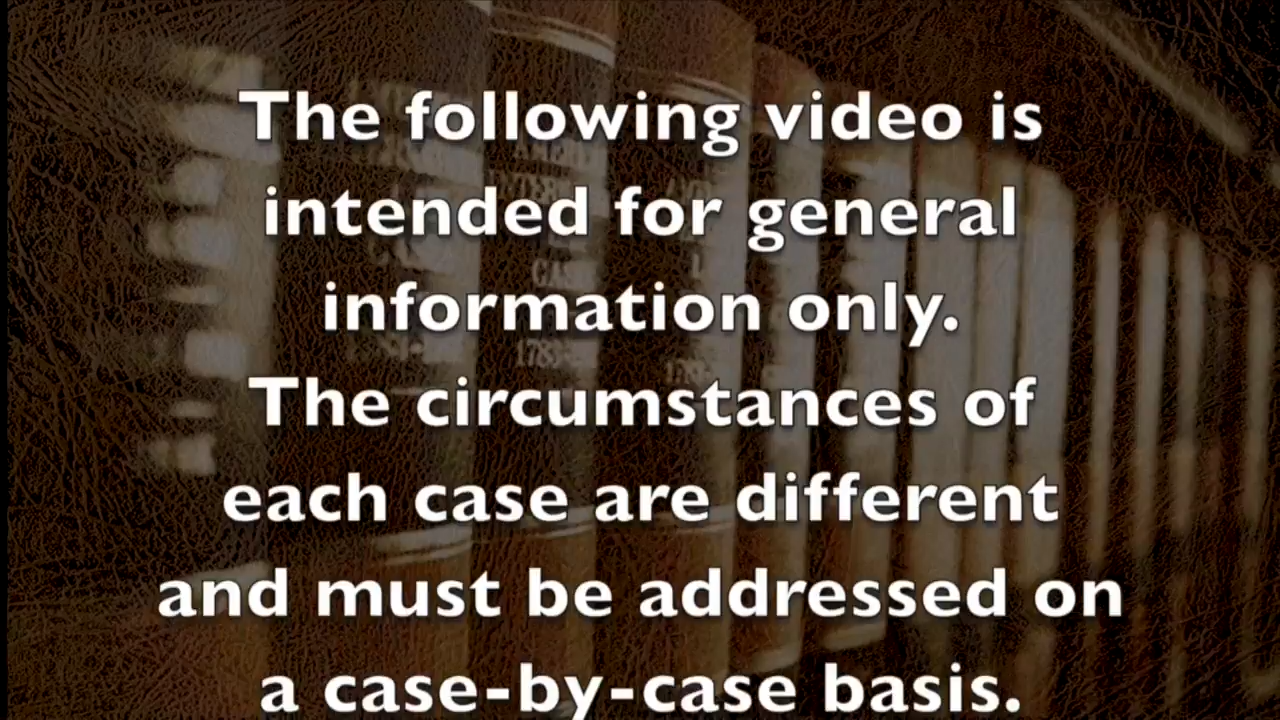 The following video is
intended for general
information only.
The circumstances of
each case are different
and must be addressed on
a case-by-case basis.